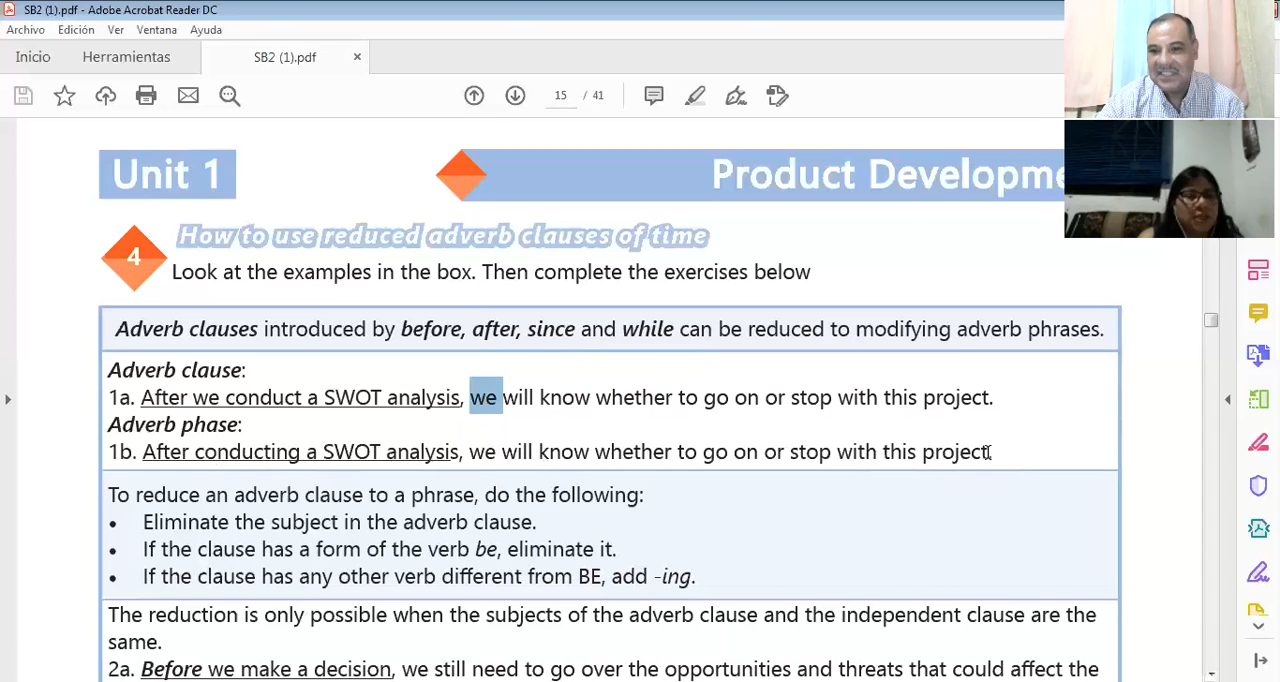 SB2 (1).pdf - Adobe Acrobat Reader DC
Archivo Edición Ver Ventana Ayuda
Inicio Herramientas SB2 (1).pdf ×
15 / 41
Unit 1 Product Developm
How to use reduced adverb clauses of time
4
Look at the examples in the box. Then complete the exercises below
Adverb clauses introduced by before, after, since and while can be reduced to modifying adverb phrases.
Adverb clause:
1a. After we conduct a SWOT analysis, we will know whether to go on or stop with this project.
Adverb phase:
1b. After conducting a SWOT analysis, we will know whether to go on or stop with this project.
To reduce an adverb clause to a phrase, do the following:
• Eliminate the subject in the adverb clause.
• If the clause has a form of the verb be, eliminate it.
• If the clause has any other verb different from BE, add -ing.
The reduction is only possible when the subjects of the adverb clause and the independent clause are the
same.
2a. Before we make a decision, we still need to go over the opportunities and threats that could affect the